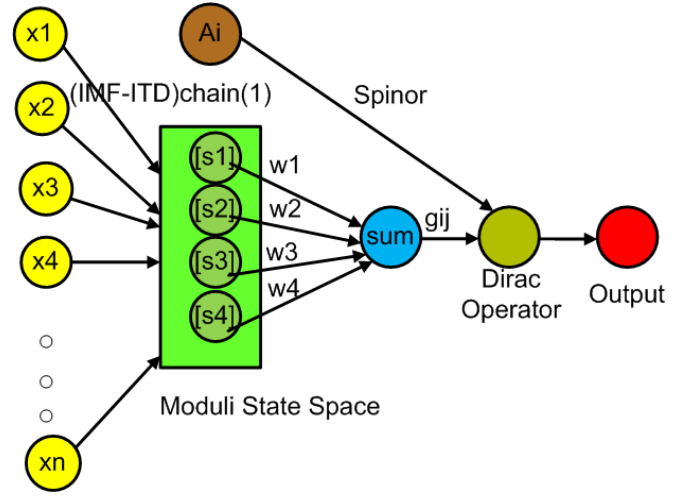 x1
Ai
x2
(IMF-ITD)chain(1)
Spinor
x3
x4
xn
[s1]
[s2]
[s3]
[s4]
w1
w2
w3
w4
sum
gij
Dirac
Operator
Output
Moduli State Space